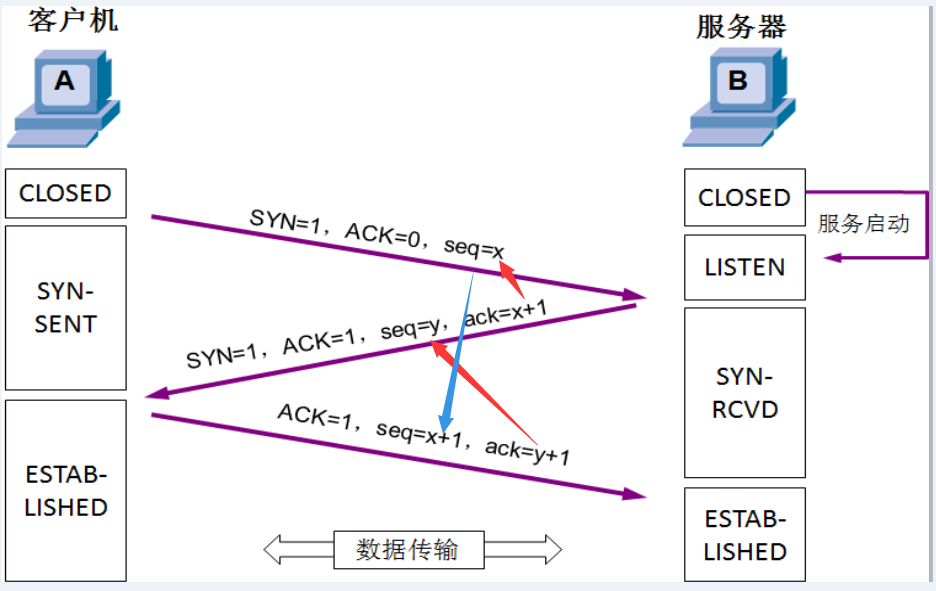 客户机
服务器
A
B
CLOSED
CLOSED
服务启动
SYN=1，ACK=0，seq=x
LISTEN
SYN-
SENT
SYN=1，ACK=1，seq=y，ack=x+1
SYN-
RCVD
ACK=1，seq=x+1，ack=y+1
ESTAB-
LISHED
ESTAB-
LISHED
数据传输